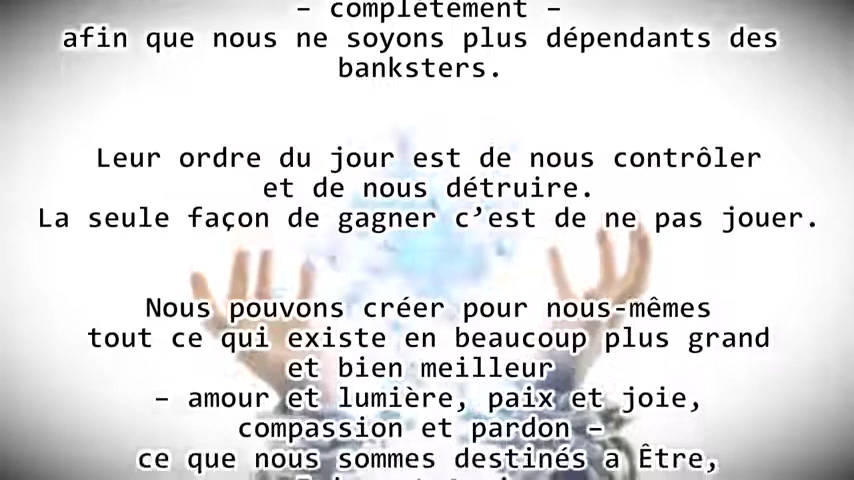 – complètement –
afin que nous ne soyons plus dépendants des
banksters.
Leur ordre du jour est de nous contrôler
et de nous détruire.
La seule façon de gagner c’est de ne pas jouer.
Nous pouvons créer pour nous-mêmes
tout ce qui existe en beaucoup plus grand
et bien meilleur
– amour et lumière, paix et joie,
compassion et pardon –
ce que nous sommes destinés a Être,